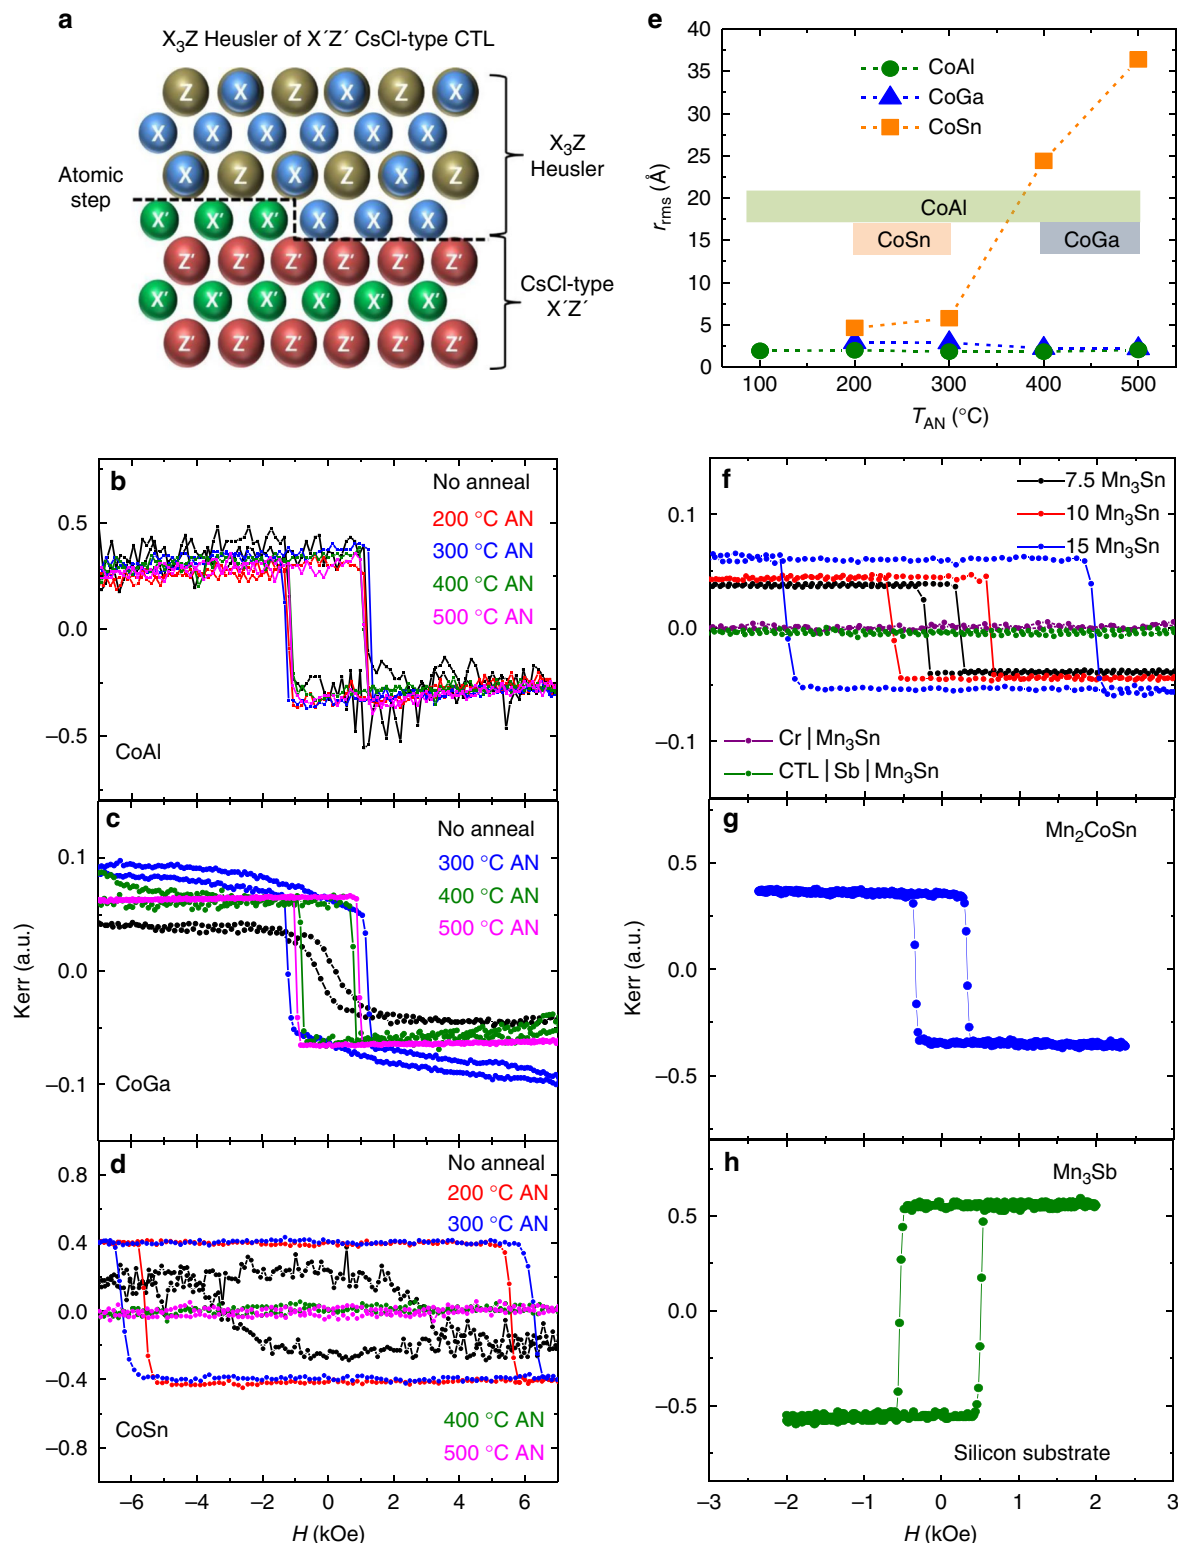 a
X₃Z Heusler of X´Z´ CsCl-type CTL
Z X Z X Z X
X X X X X X
X Z X Z X Z
X' X' X' X X X
Z' Z' Z' Z' Z' Z'
X' X' X' X' X' X'
Z' Z' Z' Z' Z' Z'
Atomic
step
X₃Z
Heusler
CsCl-type
X´Z´
e
40
35
30
25
20
15
10
5
0
r_rms (Å)
CoAl
CoGa
CoSn
CoAl
CoSn
CoGa
100 200 300 400 500
T_AN (°C)
b
No anneal
200 °C AN
300 °C AN
400 °C AN
500 °C AN
0.5
0.0
−0.5
CoAl
c
No anneal
300 °C AN
400 °C AN
500 °C AN
0.1
0.0
−0.1
Kerr (a.u.)
CoGa
d
No anneal
200 °C AN
300 °C AN
0.8
0.4
0.0
−0.4
−0.8
CoSn
400 °C AN
500 °C AN
−6 −4 −2 0 2 4 6
H (kOe)
f
7.5 Mn₃Sn
10 Mn₃Sn
15 Mn₃Sn
0.1
0.0
−0.1
Cr | Mn₃Sn
CTL | Sb | Mn₃Sn
g
Mn₂CoSn
0.5
0.0
−0.5
Kerr (a.u.)
h
Mn₃Sb
0.5
0.0
−0.5
Silicon substrate
−3 −2 −1 0 1 2 3
H (kOe)